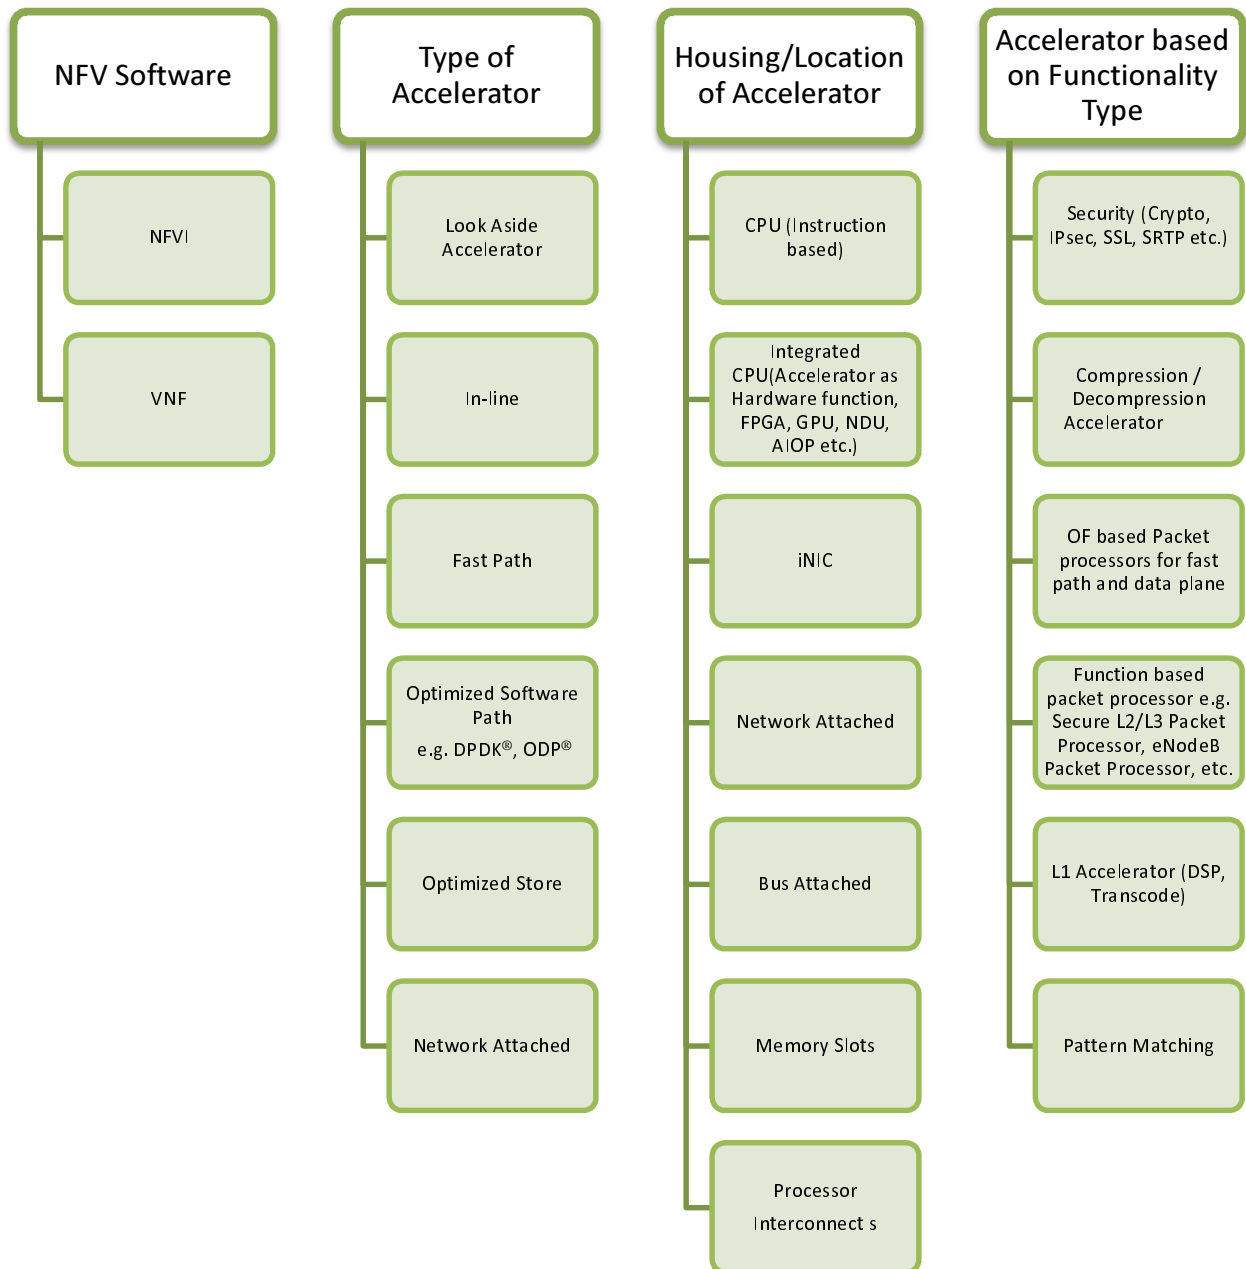 NFV Software
NFVI
VNF
Type of
Accelerator
Look Aside
Accelerator
In-line
Fast Path
Optimized Software
Path
e.g. DPDK®, ODP®
Optimized Store
Network Attached
Housing/Location
of Accelerator
CPU (Instruction
based)
Integrated
CPU(Accelerator as
Hardware function,
FPGA, GPU, NDU,
AIOP etc.)
iNIC
Network Attached
Bus Attached
Memory Slots
Processor
Interconnect s
Accelerator based
on Functionality
Type
Security (Crypto,
IPsec, SSL, SRTP etc.)
Compression /
Decompression
Accelerator
OF based Packet
processors for fast
path and data plane
Function based
packet processor e.g.
Secure L2/L3 Packet
Processor, eNodeB
Packet Processor, etc.
L1 Accelerator (DSP,
Transcode)
Pattern Matching